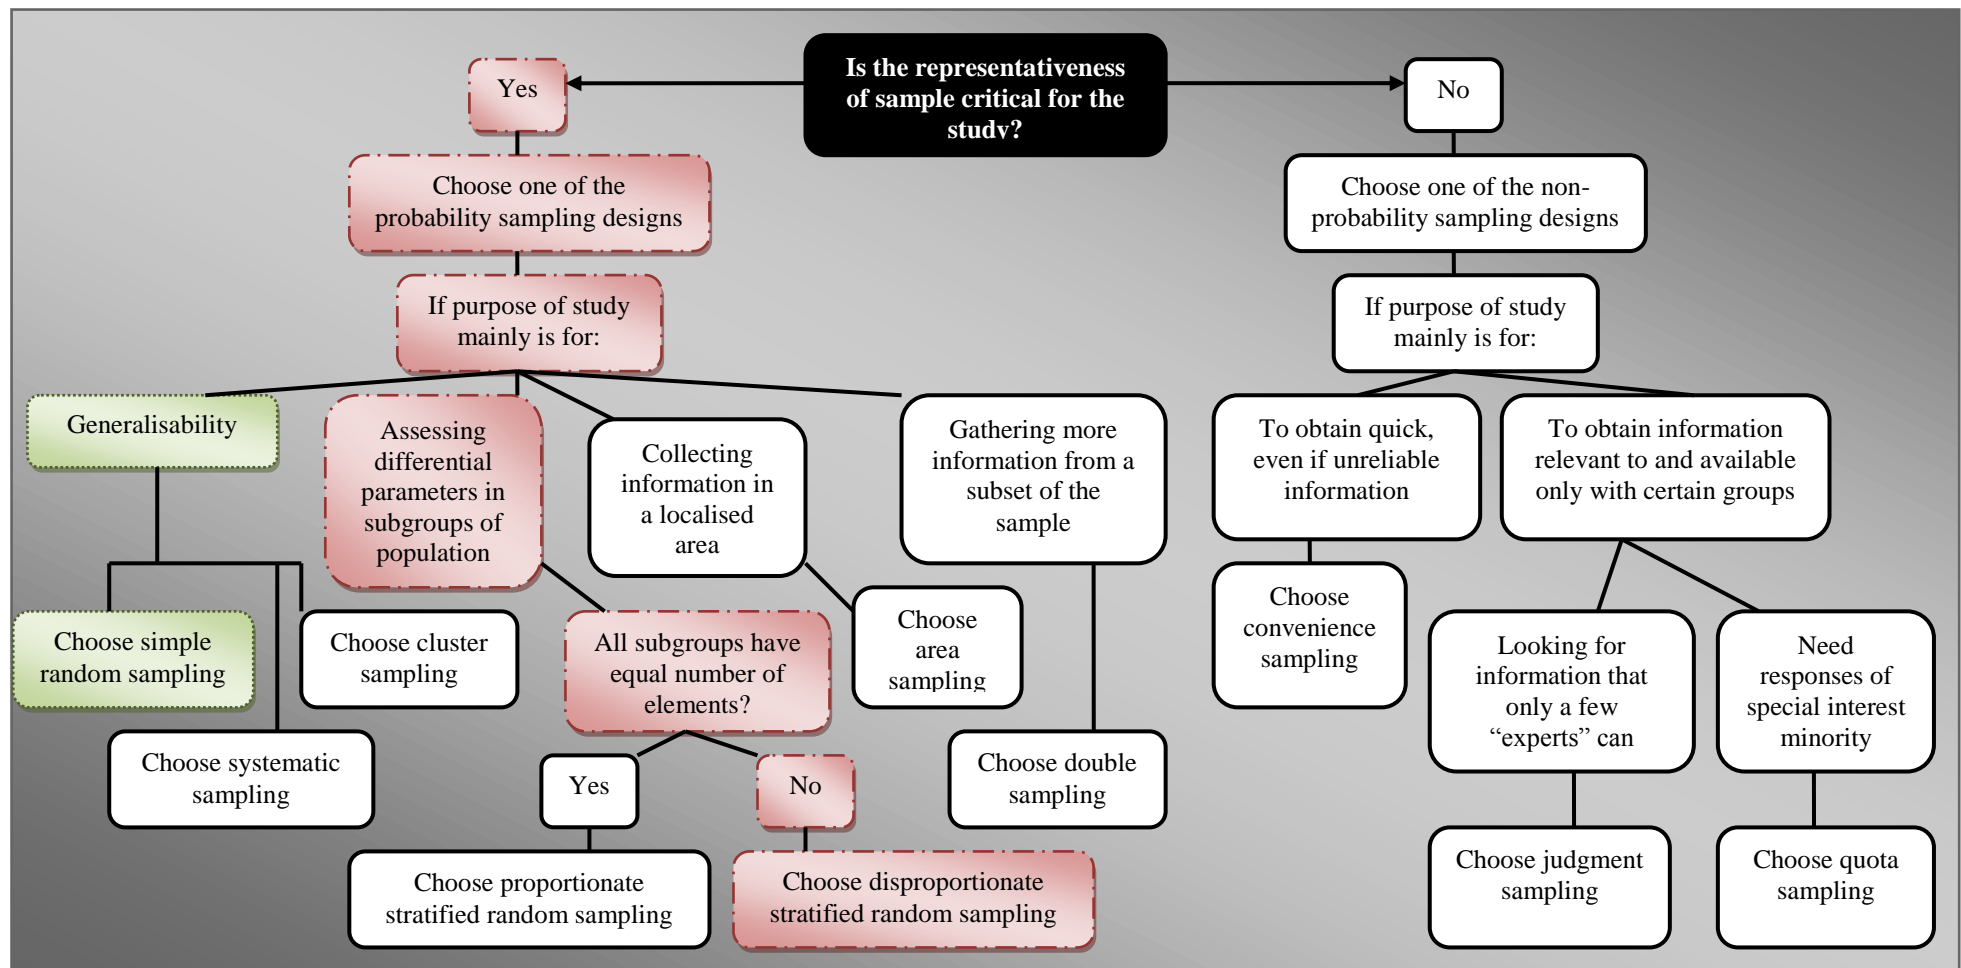 Is the representativeness
of sample critical for the
study?
Yes
No
Choose one of the
probability sampling designs
Choose one of the non-
probability sampling designs
If purpose of study
mainly is for:
If purpose of study
mainly is for:
Generalisability
Assessing
differential
parameters in
subgroups of
population
Collecting
information in
a localised
area
Gathering more
information from a
subset of the
sample
To obtain quick,
even if unreliable
information
To obtain information
relevant to and available
only with certain groups
Choose simple
random sampling
Choose cluster
sampling
All subgroups have
equal number of
elements?
Choose
area
sampling
Choose
convenience
sampling
Looking for
information that
only a few
“experts” can
Need
responses of
special interest
minority
Choose systematic
sampling
Yes
No
Choose double
sampling
Choose proportionate
stratified random sampling
Choose disproportionate
stratified random sampling
Choose judgment
sampling
Choose quota
sampling